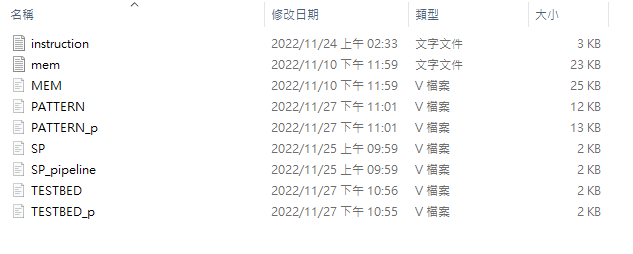 名稱 修改日期 類型 大小
instruction 2022/11/24 上午 02:33 文字文件 3 KB
mem 2022/11/10 下午 11:59 文字文件 23 KB
MEM 2022/11/10 下午 11:59 V 檔案 25 KB
PATTERN 2022/11/27 下午 11:01 V 檔案 12 KB
PATTERN_p 2022/11/27 下午 11:01 V 檔案 13 KB
SP 2022/11/25 上午 09:59 V 檔案 2 KB
SP_pipeline 2022/11/25 上午 09:59 V 檔案 2 KB
TESTBED 2022/11/27 下午 10:56 V 檔案 2 KB
TESTBED_p 2022/11/27 下午 10:55 V 檔案 2 KB